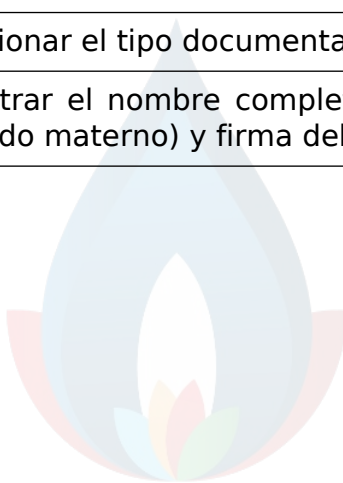 ionar el tipo documenta
trar el nombre comple
do materno) y firma del